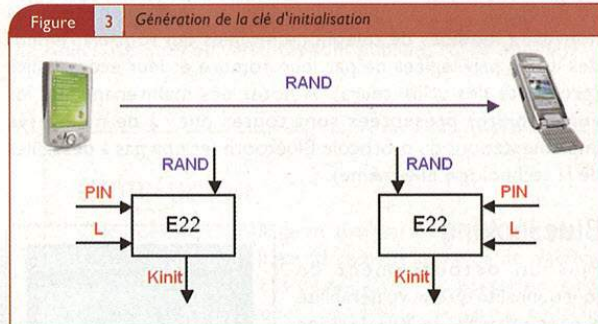 Figure 3 Génération de la clé d'initialisation
RAND
RAND
RAND
PIN
PIN
E22
E22
L
L
Kinit
Kinit